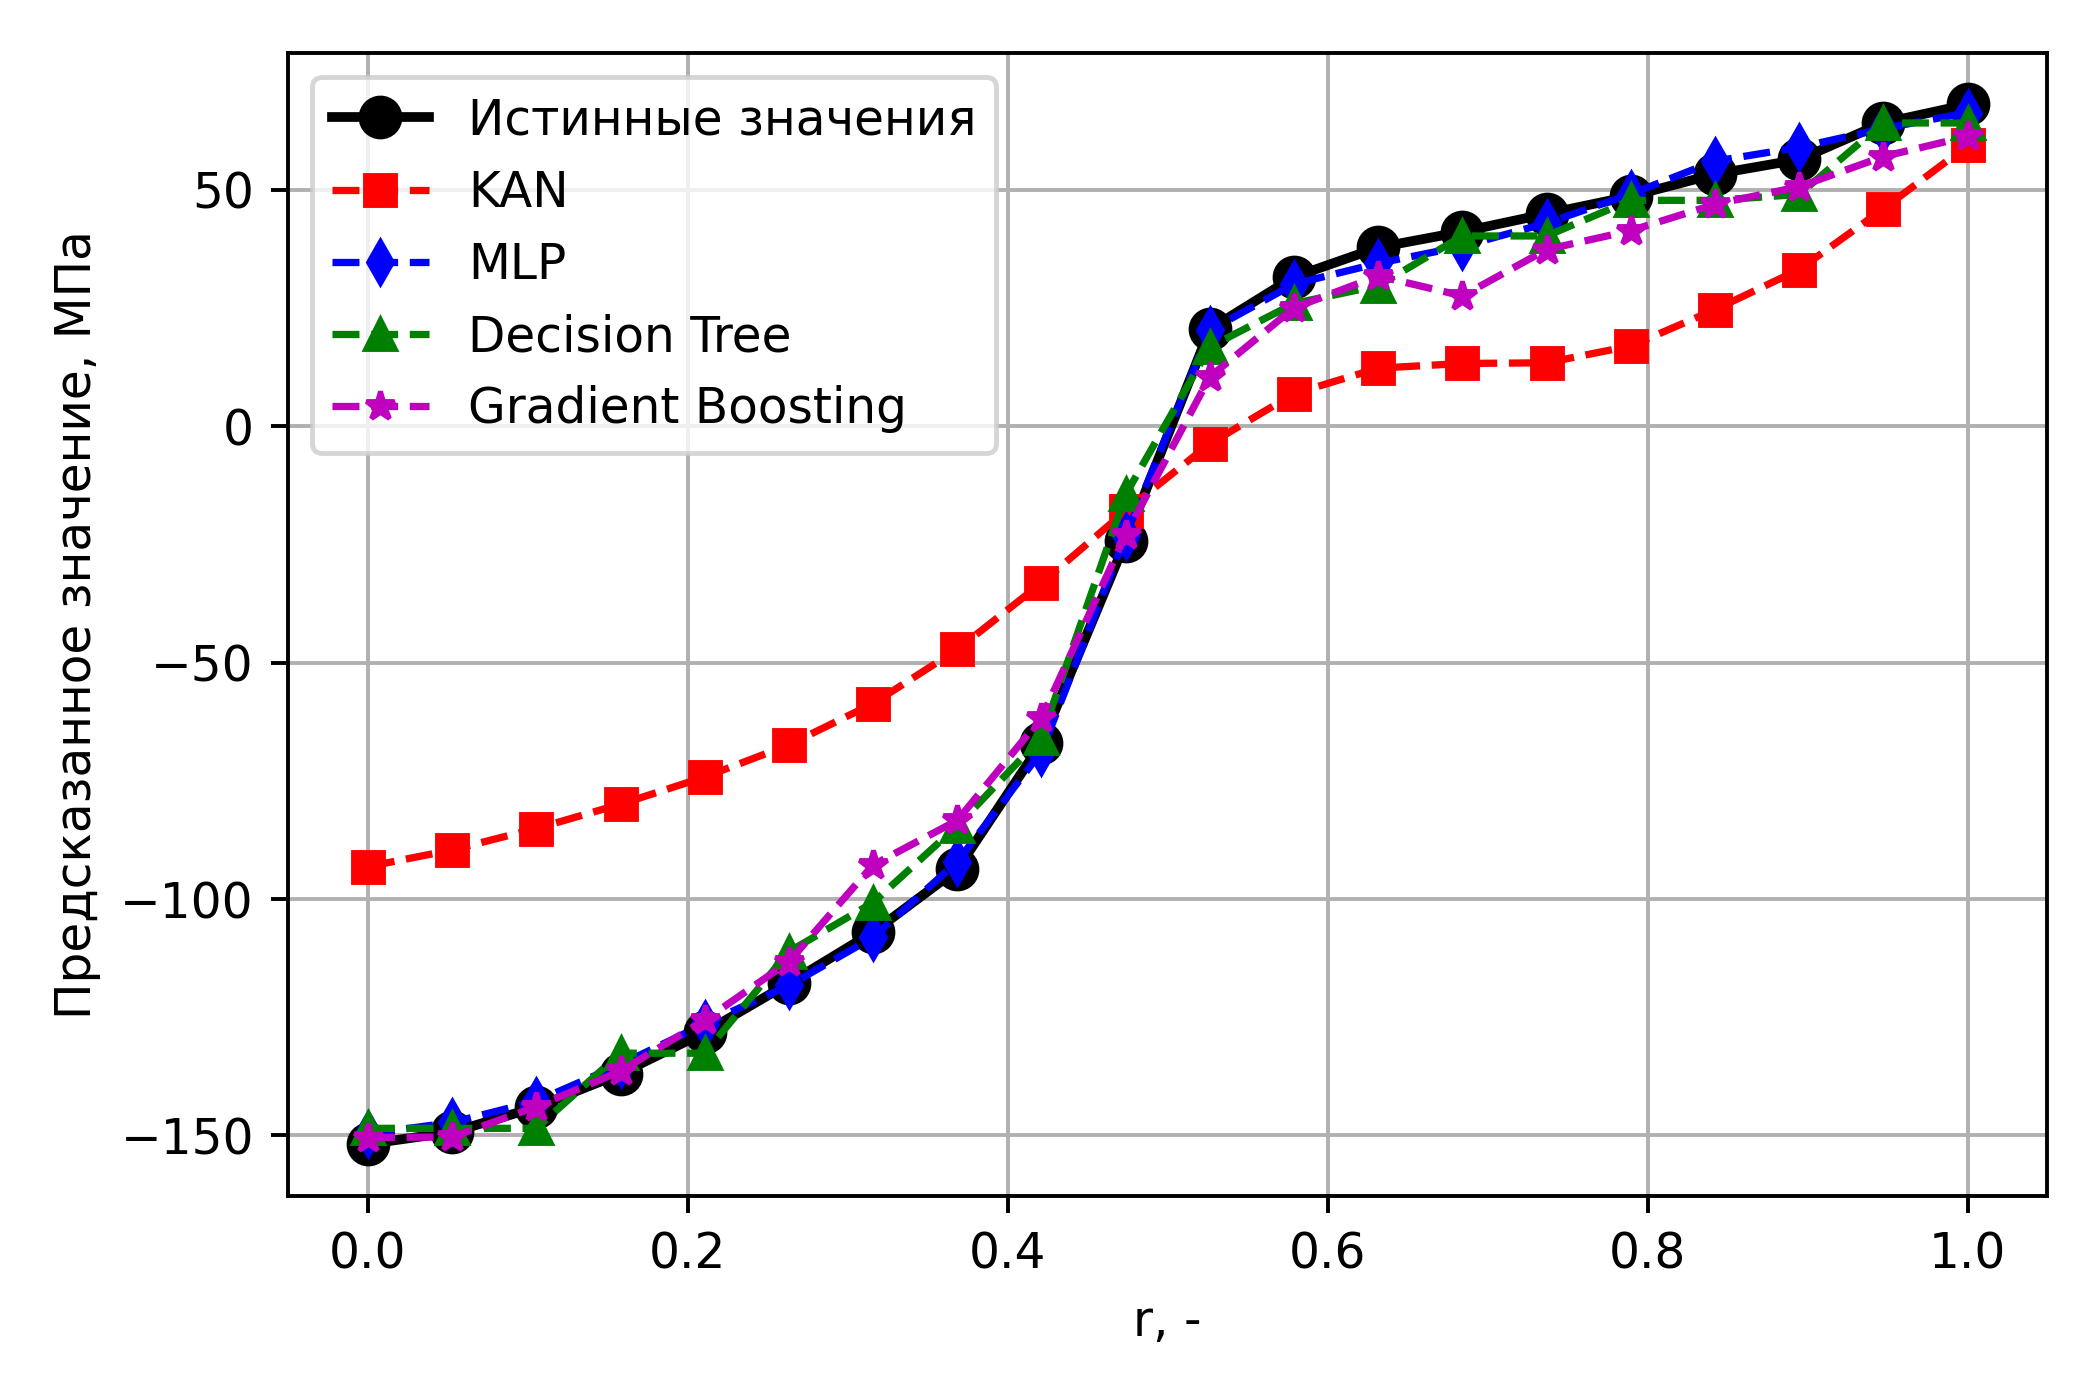 Истинные значения
KAN
MLP
Decision Tree
Gradient Boosting
Предсказанное значение, МПа
50
0
−50
−100
−150
0.0 0.2 0.4 0.6 0.8 1.0
r, -